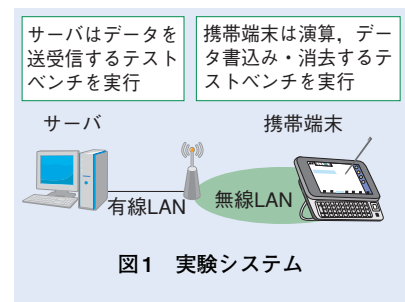 サーバはデータを
送受信するテスト
ベンチを実行
携帯端末は演算，デー
タ書込み・消去するテ
ストベンチを実行
サーバ
携帯端末
有線LAN
無線LAN
図1 実験システム